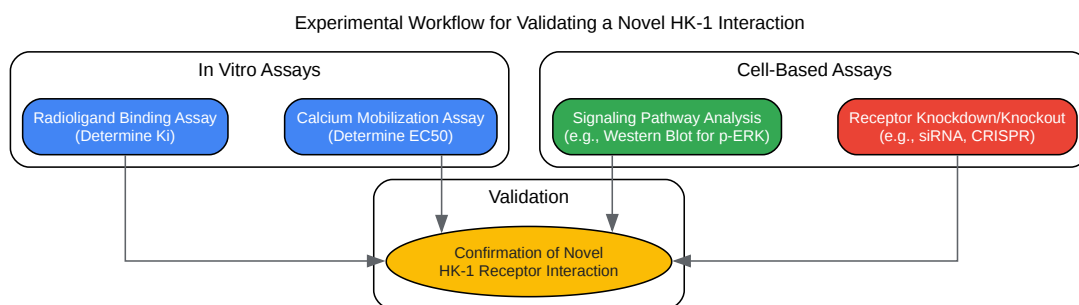 Experimental Workflow for Validating a Novel HK-1 Interaction
In Vitro Assays
Radioligand Binding Assay
(Determine Ki)
Calcium Mobilization Assay
(Determine EC50)
Cell-Based Assays
Signaling Pathway Analysis
(e.g., Western Blot for p-ERK)
Receptor Knockdown/Knockout
(e.g., siRNA, CRISPR)
Validation
Confirmation of Novel
HK-1 Receptor Interaction